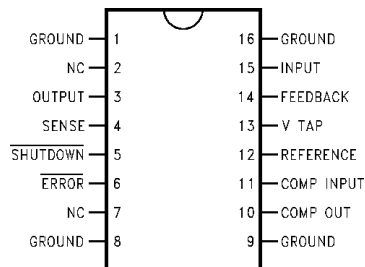 GROUND 1 16 GROUND
NC 2 15 INPUT
OUTPUT 3 14 FEEDBACK
SENSE 4 13 V TAP
SHUTDOWN 5 12 REFERENCE
ERROR 6 11 COMP INPUT
NC 7 10 COMP OUT
GROUND 8 9 GROUND